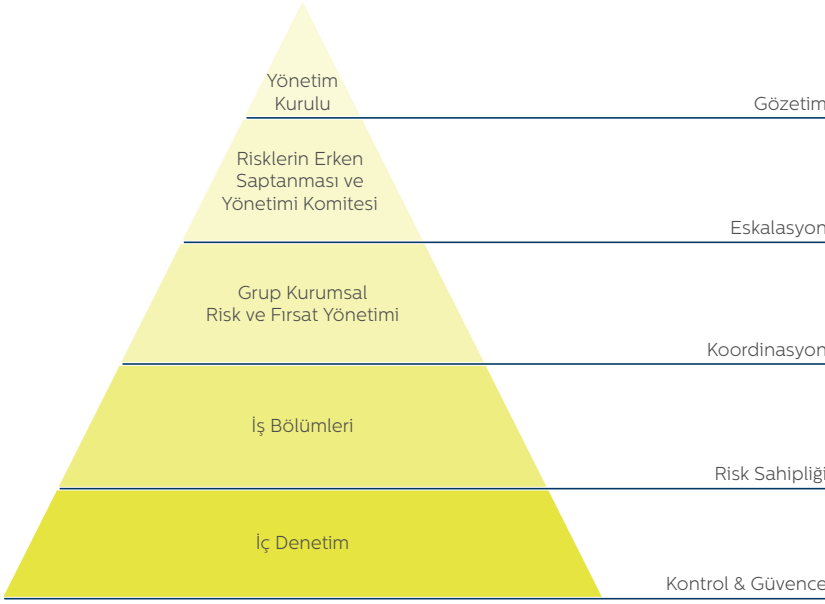 Yönetim
Kurulu
Gözetim
Risklerin Erken
Saptanması ve
Yönetimi Komitesi
Eskalasyon
Grup Kurumsal
Risk ve Fırsat Yönetimi
Koordinasyon
İş Bölümleri
Risk Sahipliği
İç Denetim
Kontrol & Güvence